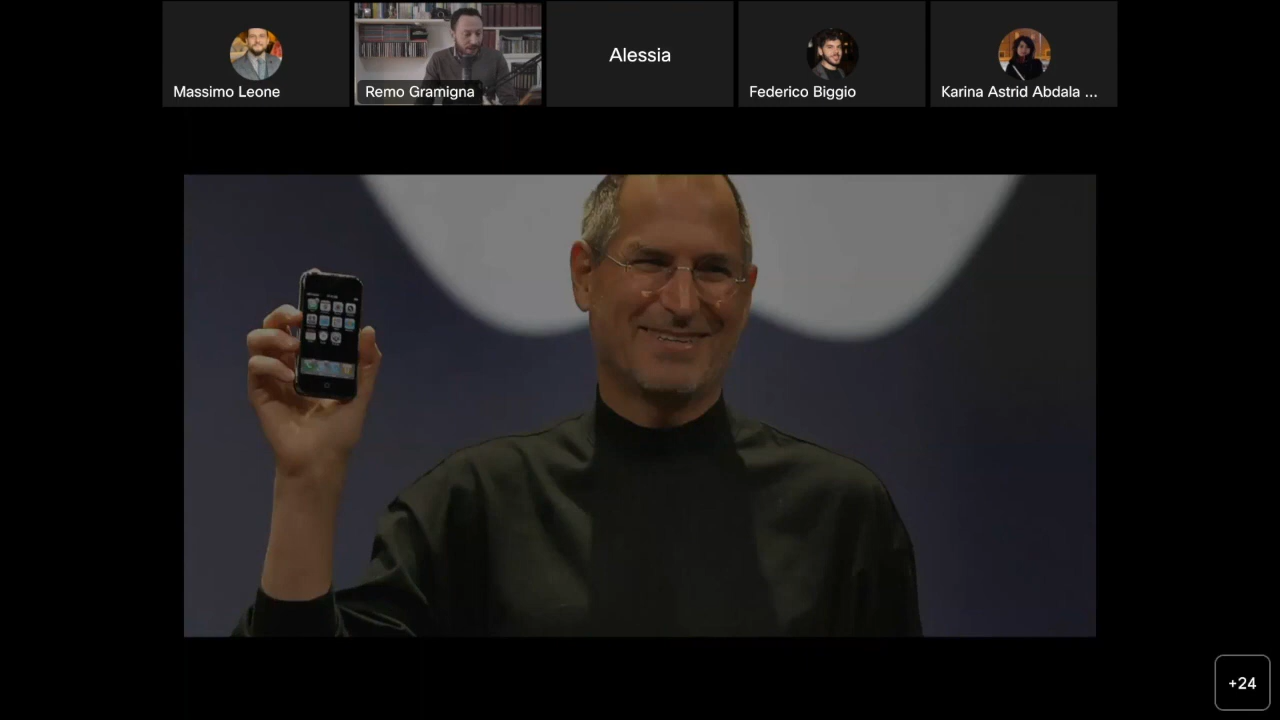 Massimo Leone
Remo Gramigna
Alessia
Federico Biggio
Karina Astrid Abdala ...
+24